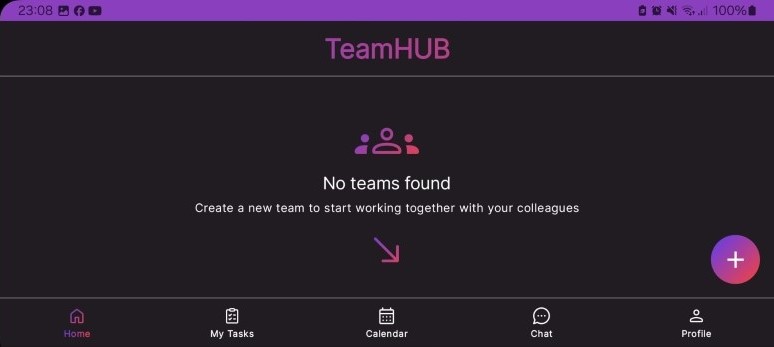 23:08 100%
TeamHUB
No teams found
Create a new team to start working together with your colleagues
Home My Tasks Calendar Chat Profile